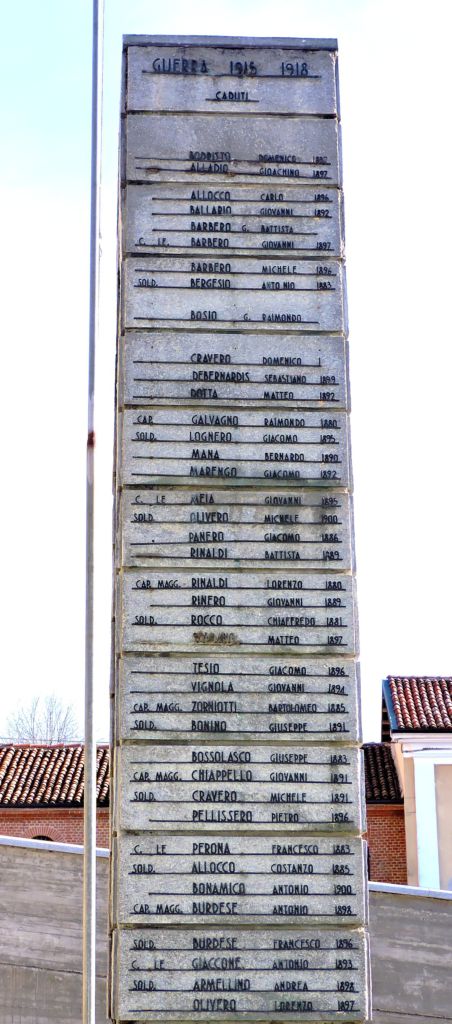 GUERRA 1915 1918
CADUTI
BODRISTO DOMENICO
ALLADIO GIOACHINO 1897
ALLOCCO CARLO 1896
BALLARIO GIOVANNI 1892
BARBERO G. BATTISTA
C. LE. BARBERO GIOVANNI 1897
BARBERO MICHELE 1896
SOLD. BERGESIO ANTONIO 1883
BOSIO G. RAIMONDO
CRAVERO DOMENICO
DEBERNARDIS SEBASTIANO 1899
DOTTA MATTEO 1892
CAP. GALVAGNO RAIMONDO 1880
SOLD. LOGNERO GIACOMO 1895
MANA BERNARDO 1890
MARENGO GIACOMO 1892
C. LE MEIA GIOVANNI 1895
SOLD. OLIVERO MICHELE 1900
PANERO GIACOMO 1886
RINALDI BATTISTA 1889
CAP. MAGG. RINALDI LORENZO 1880
RINERO GIOVANNI 1889
SOLD. ROCCO CHIAFFREDO 1881
MATTEO 1897
TESIO GIACOMO 1896
VIGNOLA GIOVANNI 1894
CAP. MAGG. ZORNIOTTI BARTOLOMEO 1885
SOLD. BONINO GIUSEPPE 1891
BOSSOLASCO GIUSEPPE 1883
CAP. MAGG. CHIAPPELLO GIOVANNI 1891
SOLD. CRAVERO MICHELE 1891
PELLISSERO PIETRO 1896
C. LE PERONA FRANCESCO 1883
SOLD. ALLOCCO COSTANZO 1885
BONAMICO ANTONIO 1900
CAP. MAGG. BURDESE ANTONIO 1898
SOLD. BURDESE FRANCESCO 1896
C. LE GIACCONE ANTONIO 1893
SOLD. ARMELLINO ANDREA 1898
OLIVERO LORENZO 1897